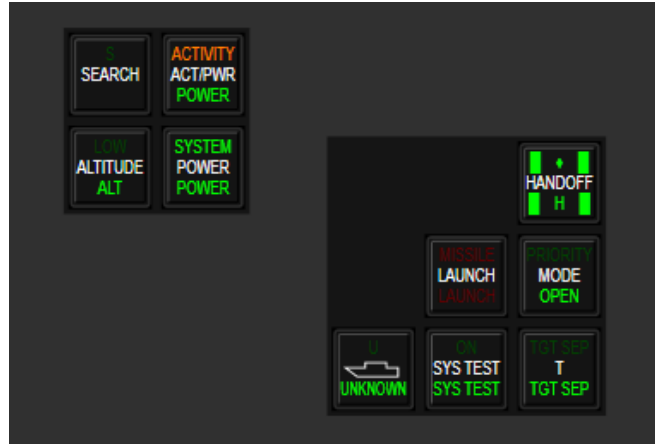 S
SEARCH
ACTIVITY
ACT/PWR
POWER
LOW
ALTITUDE
ALT
SYSTEM
POWER
POWER
HANDOFF
H
MISSILE
LAUNCH
LAUNCH
PRIORITY
MODE
OPEN
U
UNKNOWN
ON
SYS TEST
SYS TEST
TGT SEP
T
TGT SEP